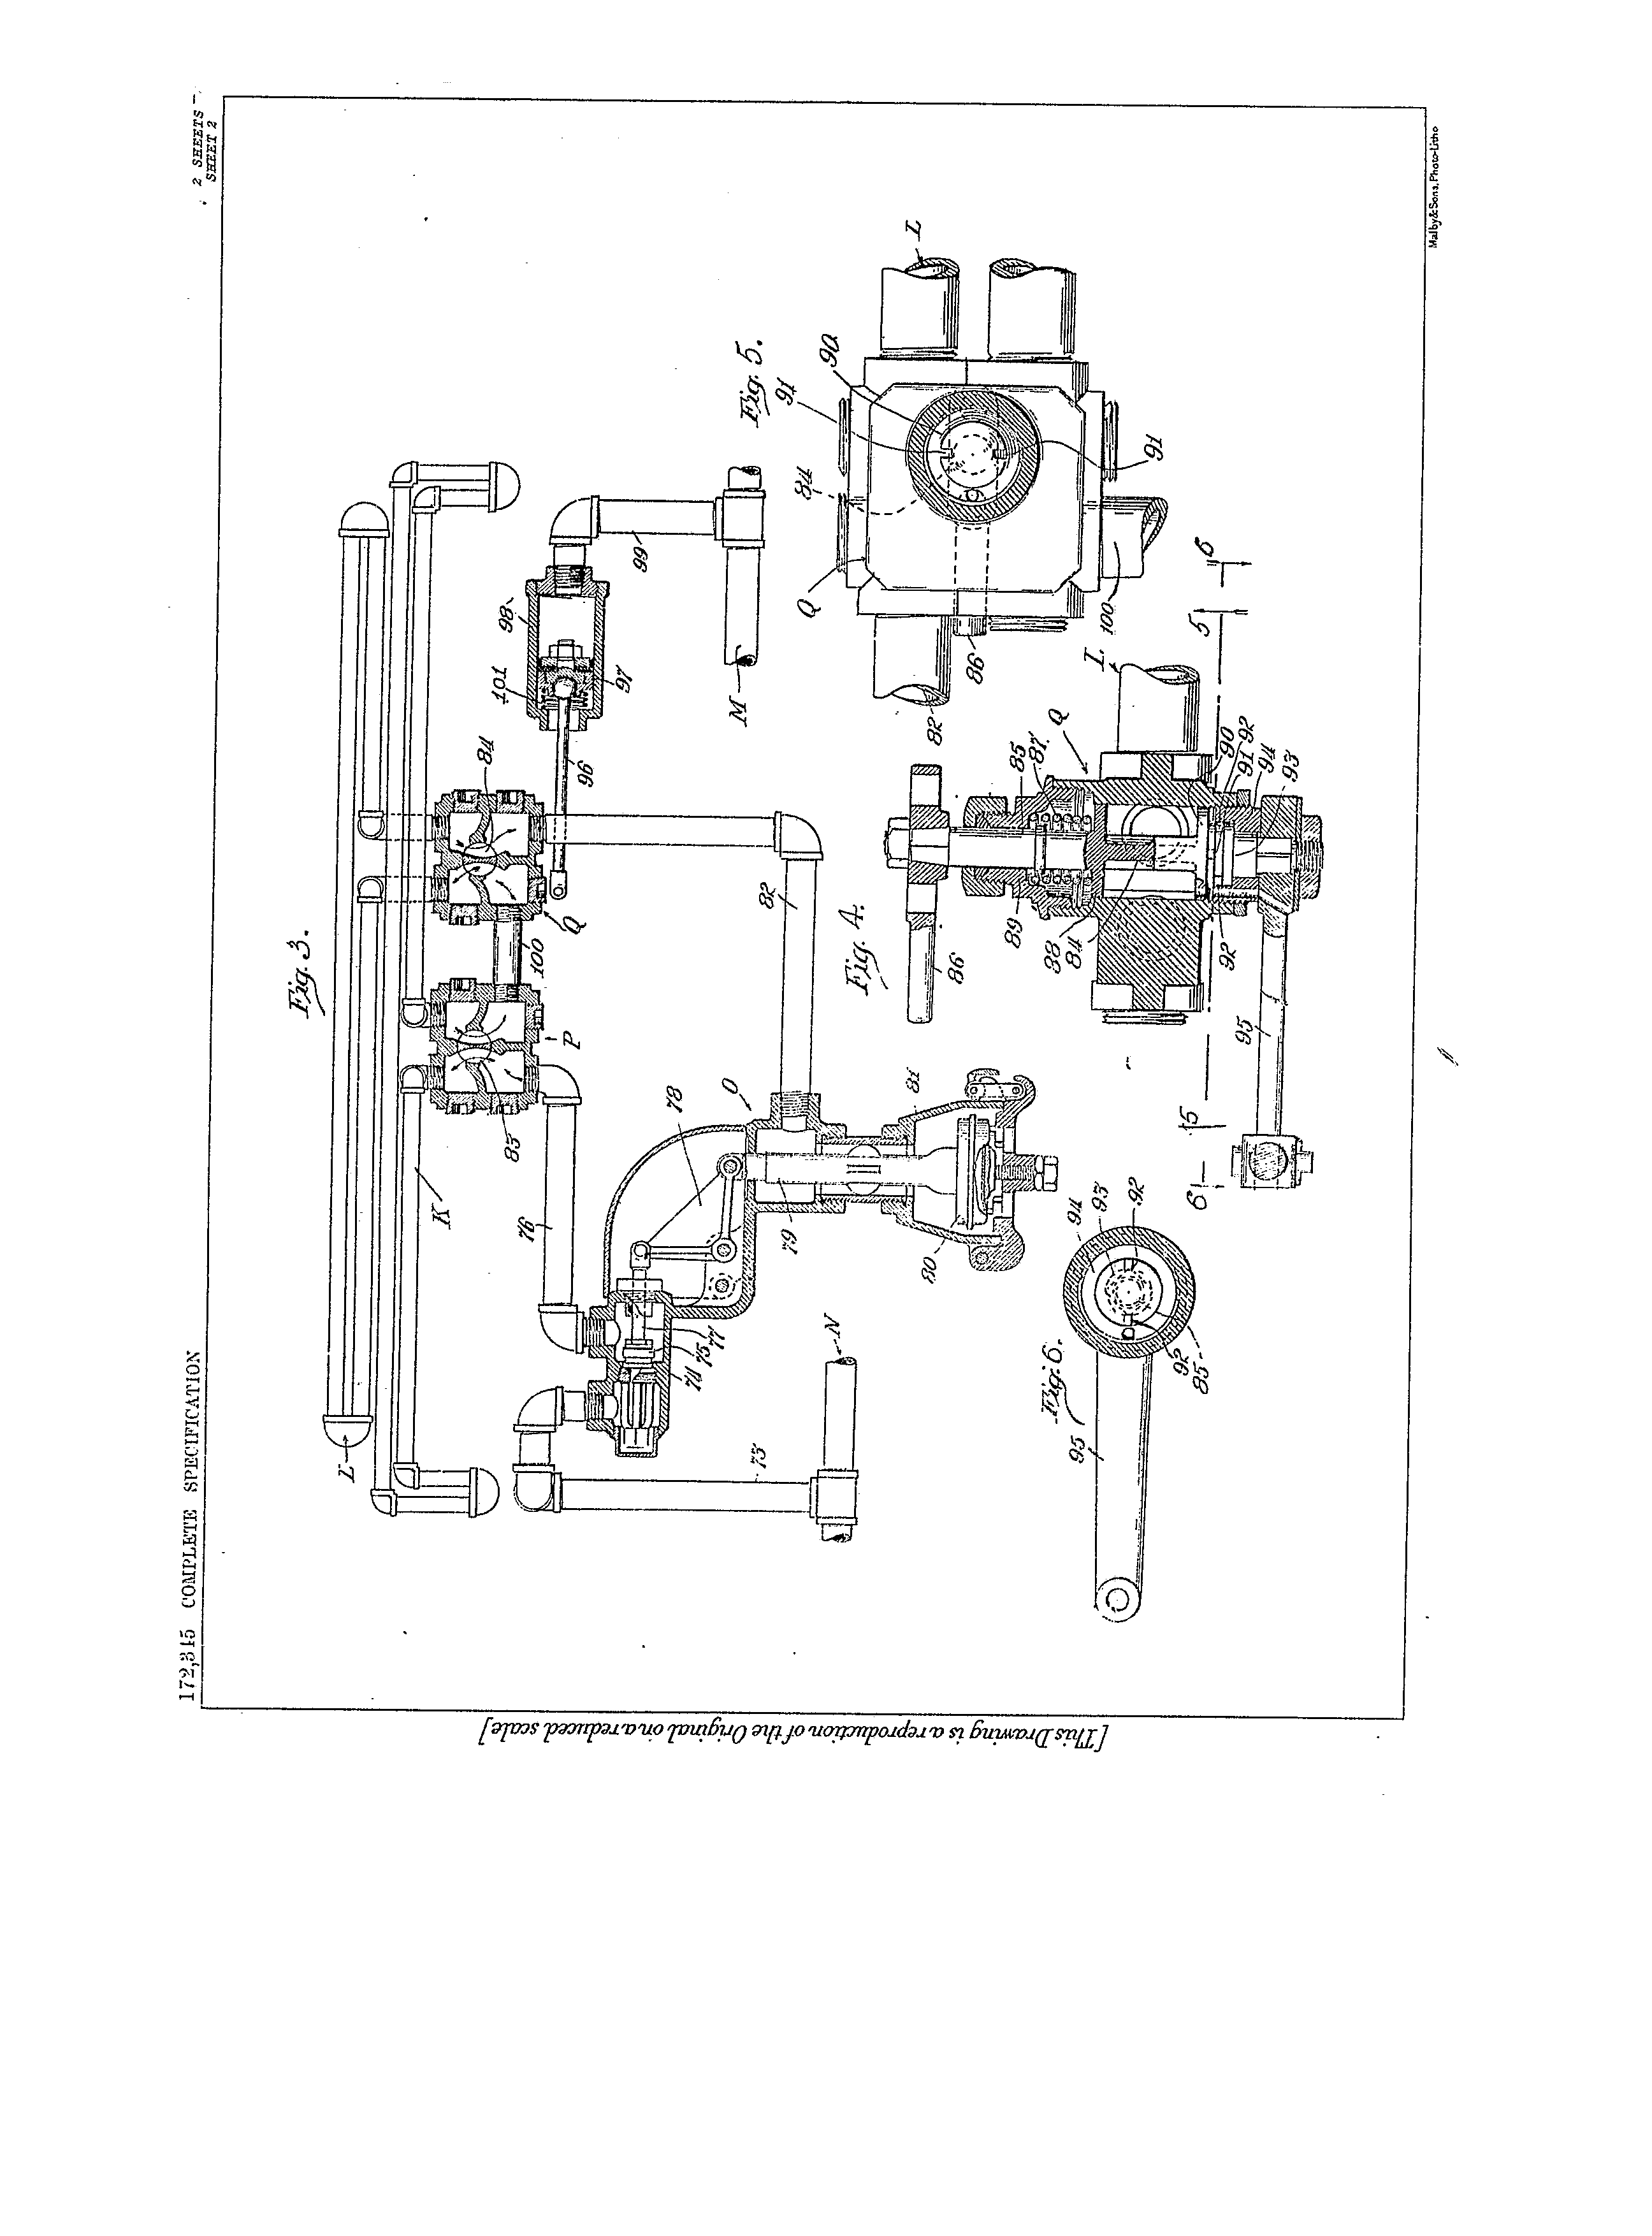 172,315 COMPLETE SPECIFICATION
2 SHEETS
SHEET 2
[This Drawing is a reproduction of the Original on a reduced scale]
Fig. 3.
L
K
P
Q
83
84
100
76
82
78
O
96
401
98
97
99
M
77
75
74
79
80
81
73
N
Fig. 4.
86
85
87
Q
L
89
88
84
90
92
91
94
93
92
95
5
5
6
6
Fig. 5.
L
90
91
84
Q
86
82
100
91
Fig. 6.
94
93
92
92
85
95
Malby & Sons, Photo-Litho